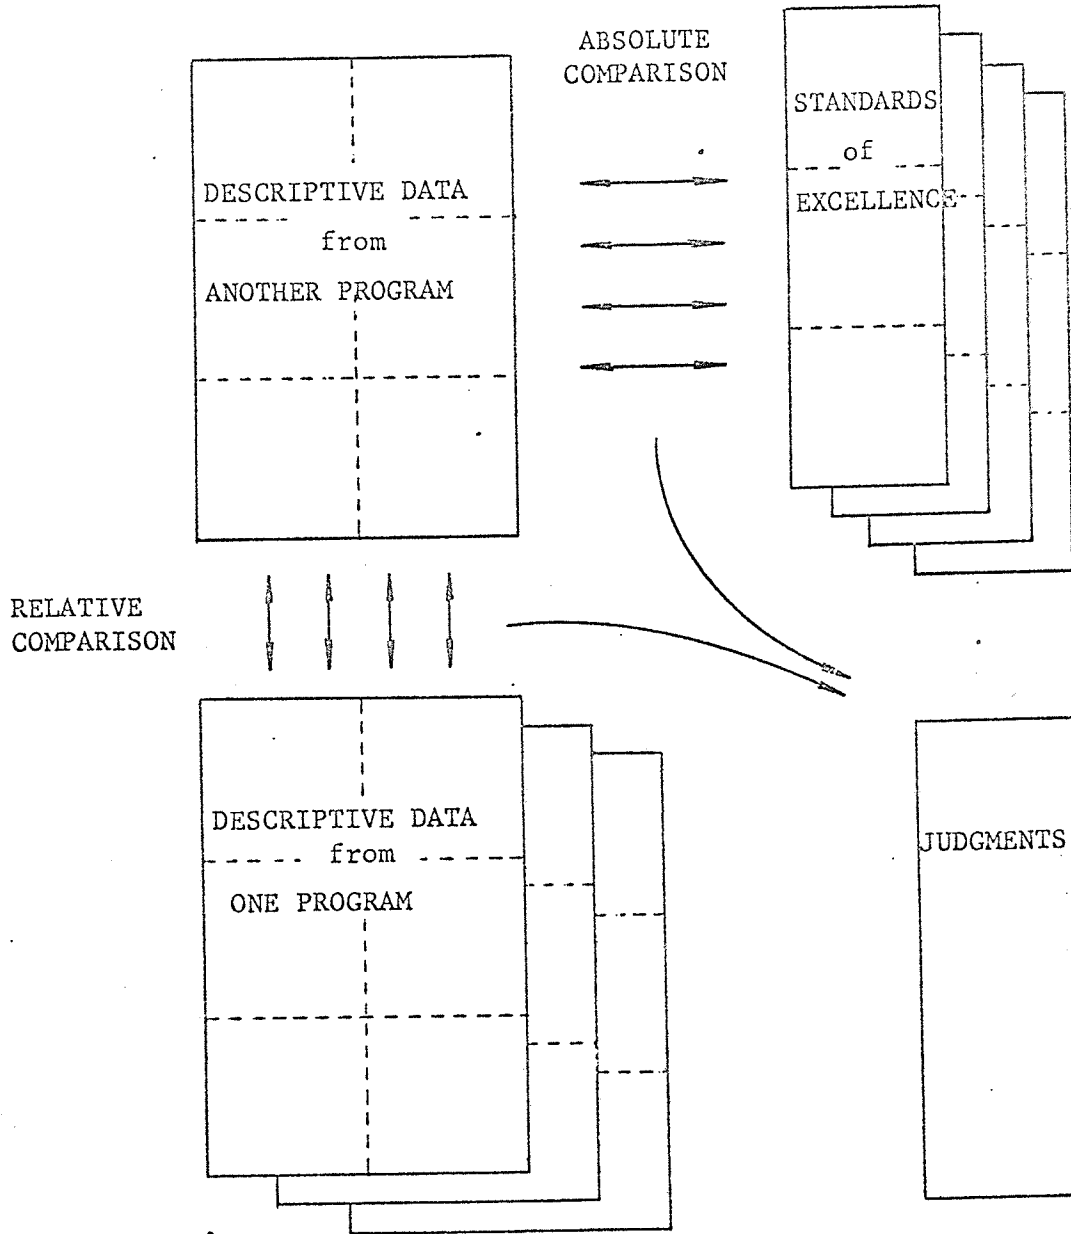 ABSOLUTE
COMPARISON
STANDARDS
of
EXCELLENCE
DESCRIPTIVE DATA
from
ANOTHER PROGRAM
RELATIVE
COMPARISON
DESCRIPTIVE DATA
from
ONE PROGRAM
JUDGMENTS